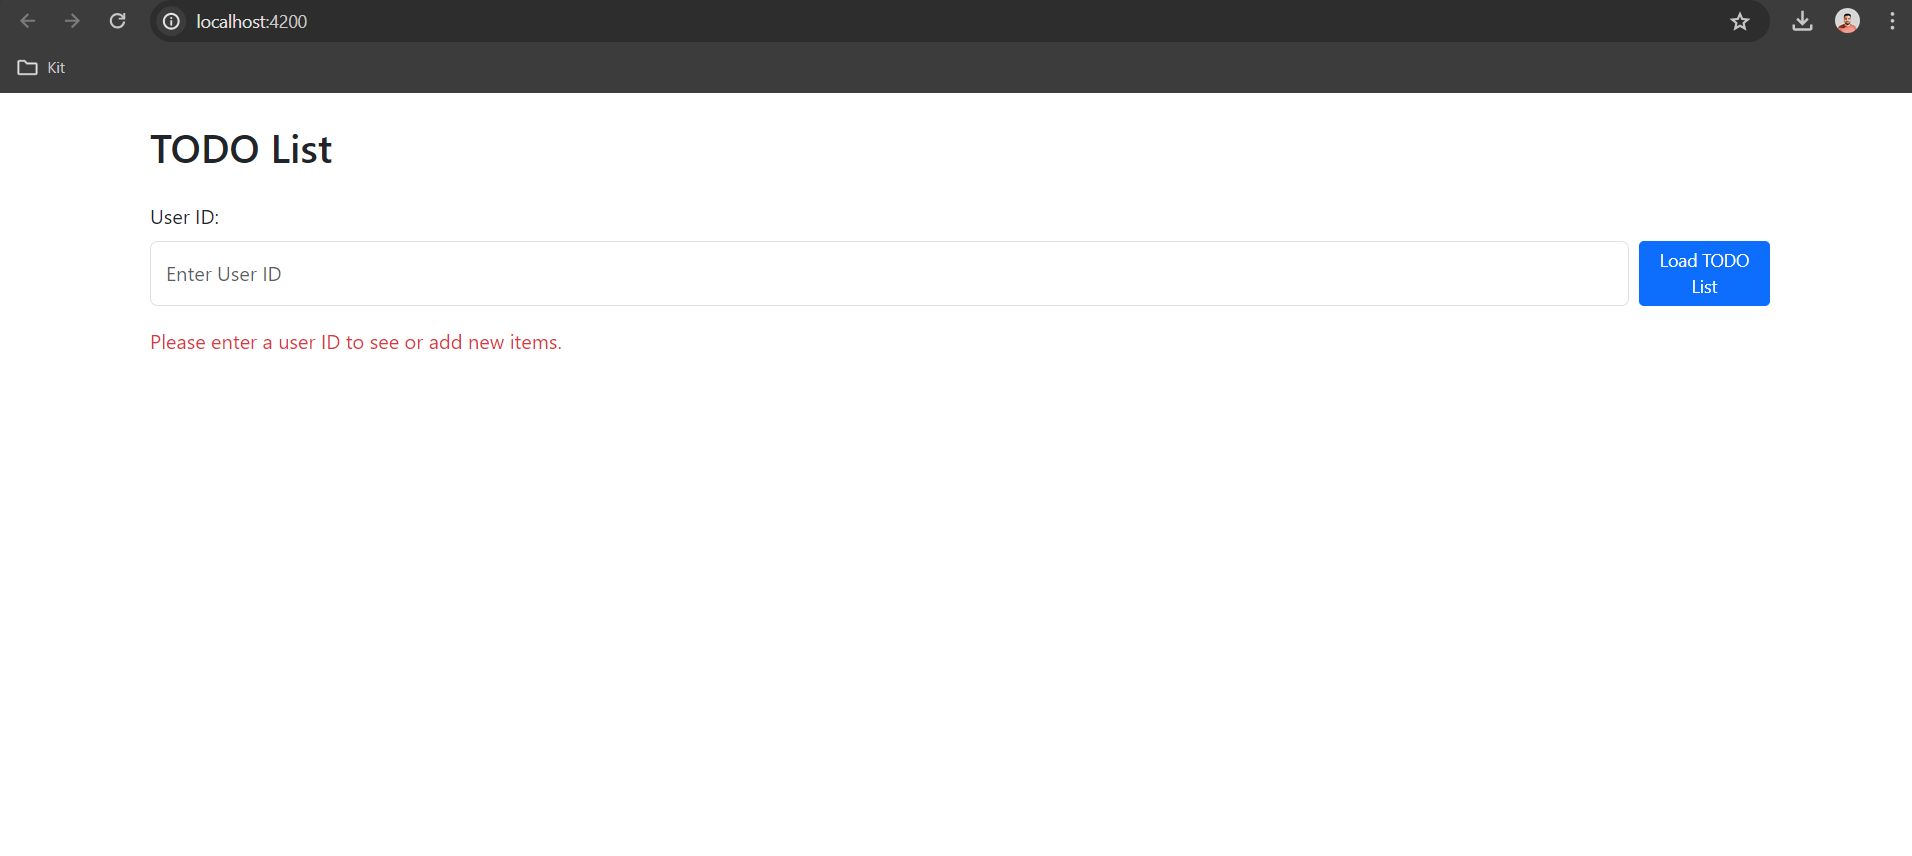 localhost:4200
Kit
TODO List
User ID:
Enter User ID
Load TODO
List
Please enter a user ID to see or add new items.